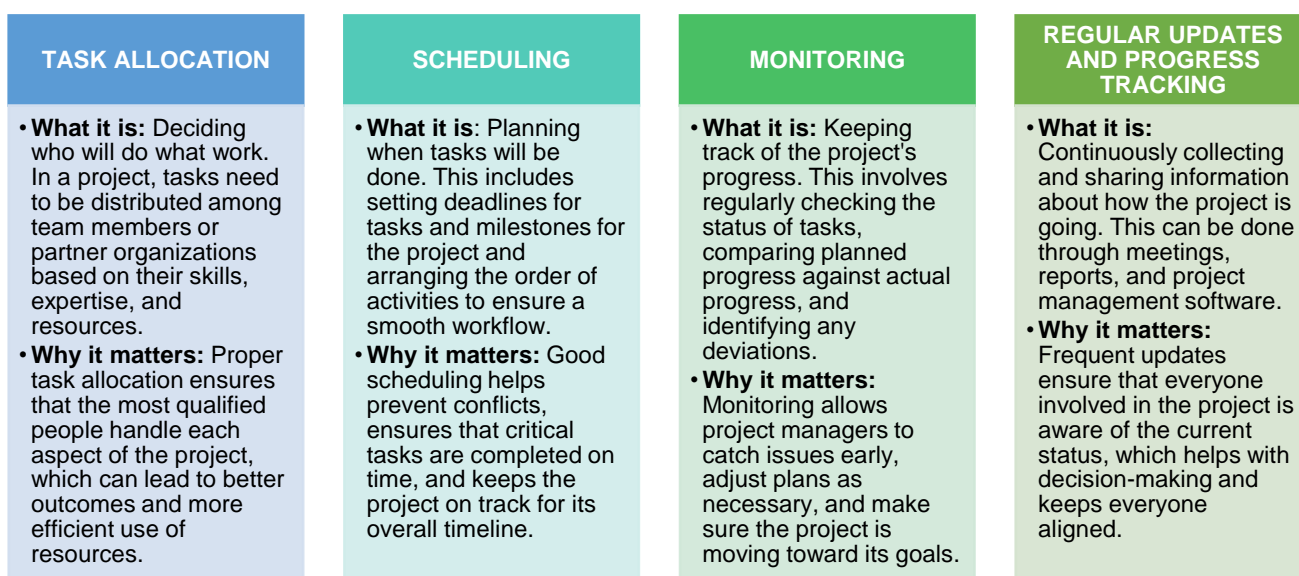 TASK ALLOCATION
• What it is: Deciding
who will do what work.
In a project, tasks need
to be distributed among
team members or
partner organizations
based on their skills,
expertise, and
resources.
• Why it matters: Proper
task allocation ensures
that the most qualified
people handle each
aspect of the project,
which can lead to better
outcomes and more
efficient use of
resources.
SCHEDULING
• What it is: Planning
when tasks will be
done. This includes
setting deadlines for
tasks and milestones for
the project and
arranging the order of
activities to ensure a
smooth workflow.
• Why it matters: Good
scheduling helps
prevent conflicts,
ensures that critical
tasks are completed on
time, and keeps the
project on track for its
overall timeline.
MONITORING
• What it is: Keeping
track of the project's
progress. This involves
regularly checking the
status of tasks,
comparing planned
progress against actual
progress, and
identifying any
deviations.
• Why it matters:
Monitoring allows
project managers to
catch issues early,
adjust plans as
necessary, and make
sure the project is
moving toward its goals.
REGULAR UPDATES
AND PROGRESS
TRACKING
• What it is:
Continuously collecting
and sharing information
about how the project is
going. This can be done
through meetings,
reports, and project
management software.
• Why it matters:
Frequent updates
ensure that everyone
involved in the project is
aware of the current
status, which helps with
decision-making and
keeps everyone
aligned.